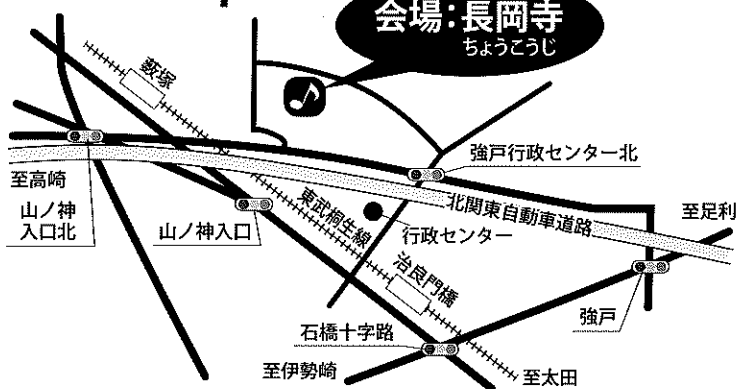 会場：長岡寺
ちょうこうじ
藪塚
強戸行政センター北
至高崎
山ノ神
入口北
山ノ神入口
東武桐生線
行政センター
北関東自動車道路
至足利
治良門橋
強戸
石橋十字路
至伊勢崎
至太田